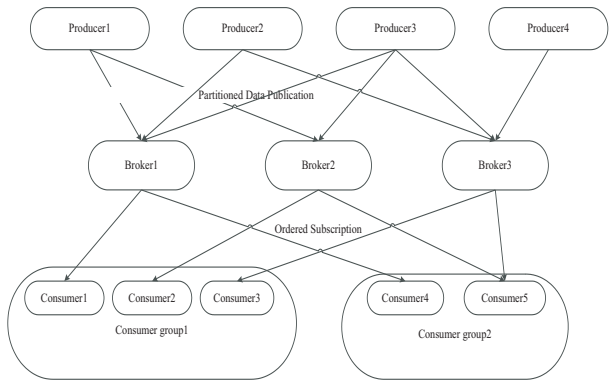 Producer1
Producer2
Producer3
Producer4
Partitioned Data Publication
Broker1
Broker2
Broker3
Ordered Subscription
Consumer1
Consumer2
Consumer3
Consumer4
Consumer5
Consumer group1
Consumer group2